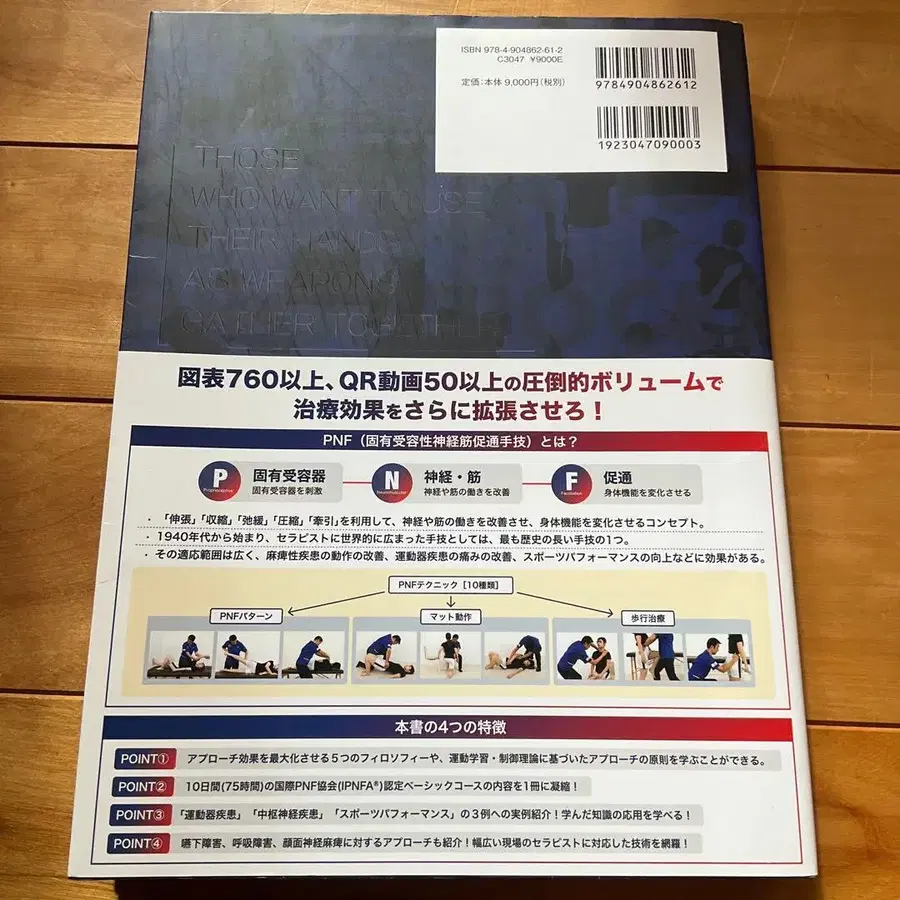 ISBN 978-4-904862-61-2
C3047 ¥9000E
定価:本体 9,000円(税別)
9784904862612
1923047090003
THOSE
WHO WANT TO USE
THEIR HANDS
AS WEAPONS
GATHER TOGETHER
図表760以上、QR動画50以上の圧倒的ボリュームで
治療効果をさらに拡張させろ！
PNF（固有受容性神経筋促通手技）とは？
P
Proprioceptive
固有受容器
固有受容器を刺激
N
Neuromuscular
神経・筋
神経や筋の働きを改善
F
Facilitation
促通
身体機能を変化させる
・「伸張」「収縮」「弛緩」「圧縮」「牽引」を利用して、神経や筋の働きを改善させ、身体機能を変化させるコンセプト。
・1940年代から始まり、セラピストに世界的に広まった手技としては、最も歴史の長い手技の1つ。
・その適応範囲は広く、麻痺性疾患の動作の改善、運動器疾患の痛みの改善、スポーツパフォーマンスの向上などに効果がある。
PNFテクニック［10種類］
PNFパターン
マット動作
歩行治療
本書の4つの特徴
POINT① アプローチ効果を最大化させる５つのフィロソフィーや、運動学習・制御理論に基づいたアプローチの原則を学ぶことができる。
POINT② 10日間(75時間)の国際PNF協会(IPNFA®)認定ベーシックコースの内容を1冊に凝縮！
POINT③ 「運動器疾患」「中枢神経疾患」「スポーツパフォーマンス」の３例への実例紹介！学んだ知識の応用を学べる！
POINT④ 嚥下障害、呼吸障害、顔面神経麻痺に対するアプローチも紹介！幅広い現場のセラピストに対応した技術を網羅！